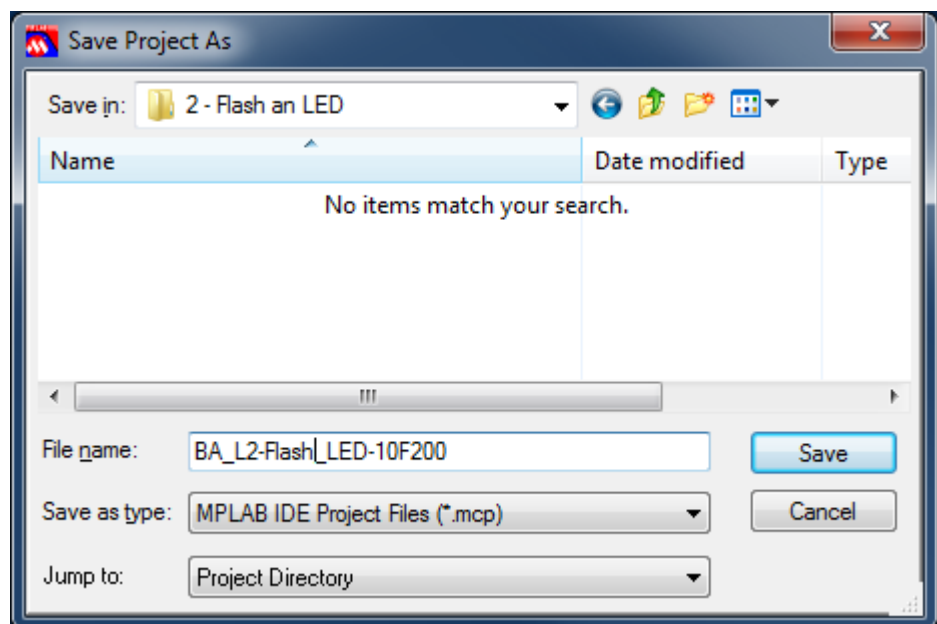 Save Project As
Save in: 2 - Flash an LED
Name Date modified Type
No items match your search.
File name: BA_L2-Flash_LED-10F200 Save
Save as type: MPLAB IDE Project Files (*.mcp) Cancel
Jump to: Project Directory